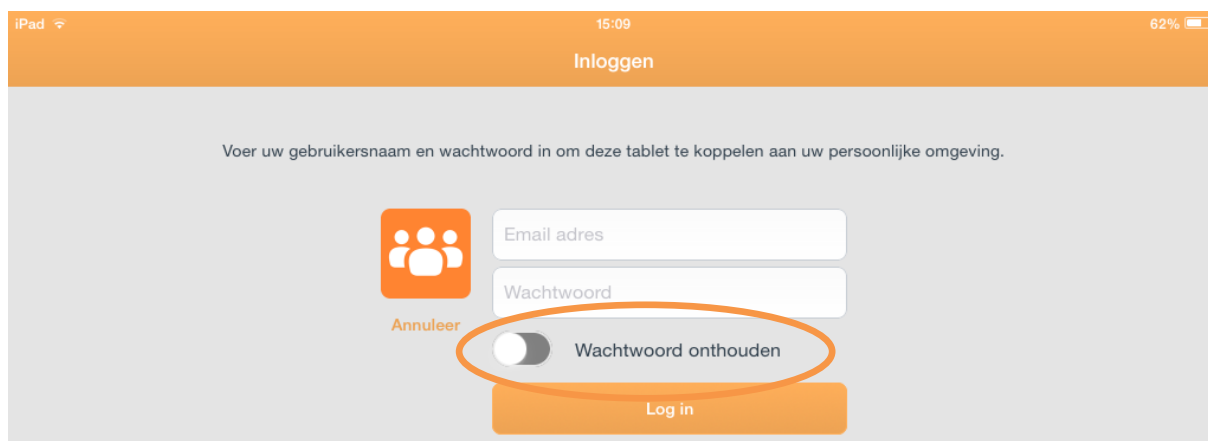 iPad 15:09 62%
Inloggen
Voer uw gebruikersnaam en wachtwoord in om deze tablet te koppelen aan uw persoonlijke omgeving.
Email adres
Wachtwoord
Annuleer
Wachtwoord onthouden
Log in